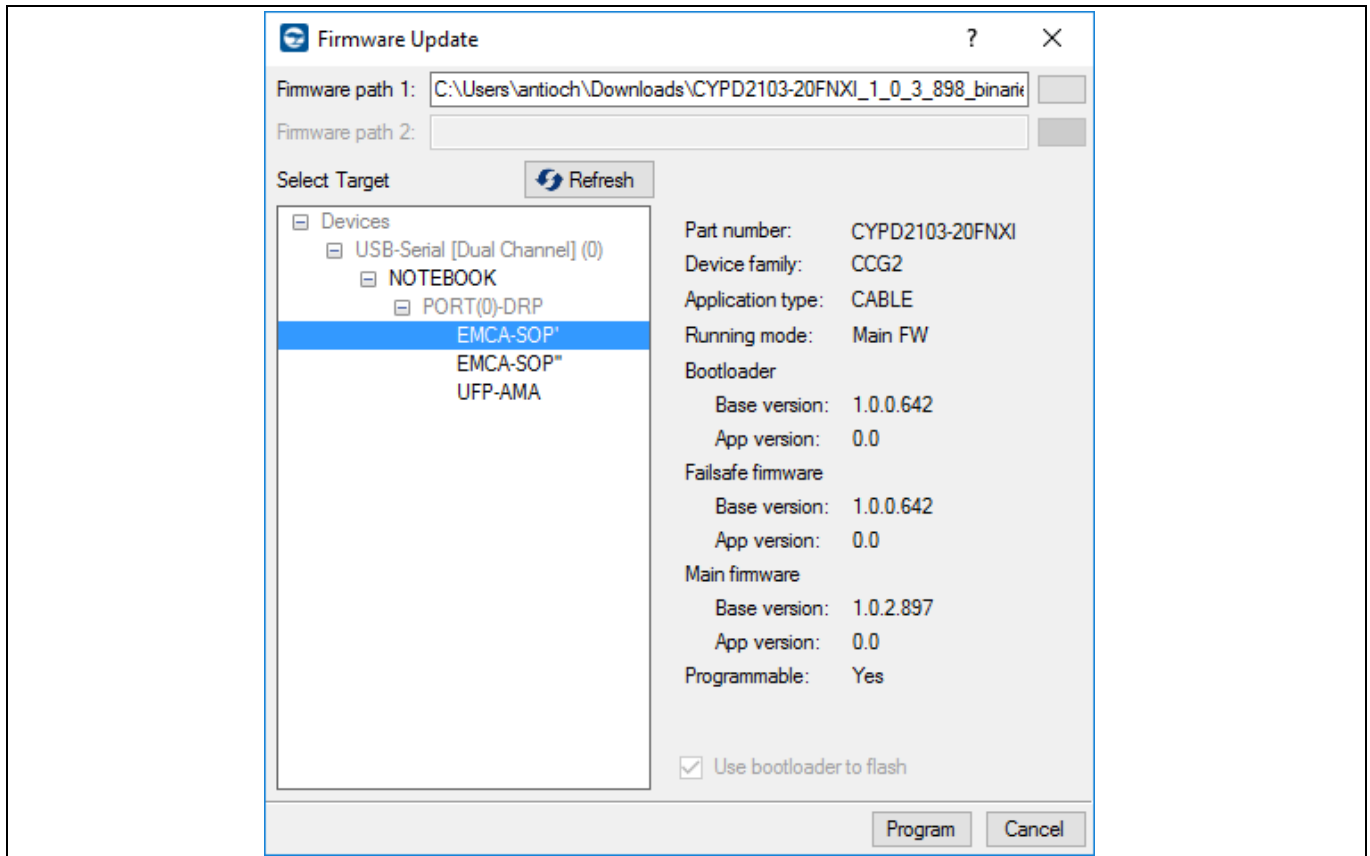 Firmware Update
?
Firmware path 1: C:\Users\antioch\Downloads\CYPD2103-20FNXI_1_0_3_898_binarie
Firmware path 2:
Select Target
Refresh
Devices
USB-Serial [Dual Channel] (0)
NOTEBOOK
PORT(0)-DRP
EMCA-SOP'
EMCA-SOP"
UFP-AMA
Part number: CYPD2103-20FNXI
Device family: CCG2
Application type: CABLE
Running mode: Main FW
Bootloader
Base version: 1.0.0.642
App version: 0.0
Failsafe firmware
Base version: 1.0.0.642
App version: 0.0
Main firmware
Base version: 1.0.2.897
App version: 0.0
Programmable: Yes
Use bootloader to flash
Program Cancel